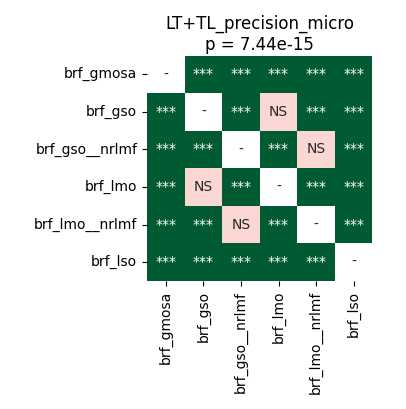 LT+TL_precision_micro
p = 7.44e-15
brf_gmosa - *** *** *** *** ***
brf_gso *** - *** NS *** ***
brf_gso__nrlmf *** *** - *** NS ***
brf_lmo *** NS *** - *** ***
brf_lmo__nrlmf *** *** NS *** - ***
brf_lso *** *** *** *** *** -
brf_gmosa
brf_gso
brf_gso__nrlmf
brf_lmo
brf_lmo__nrlmf
brf_lso